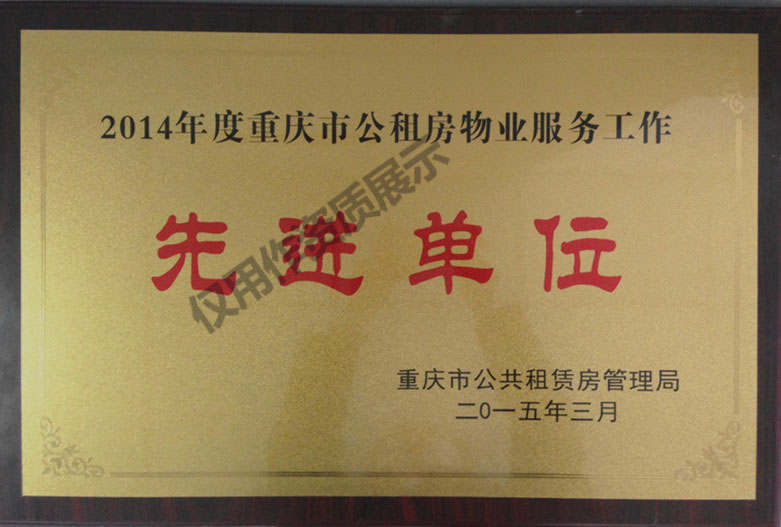 2014年度重庆市公租房物业服务工作
先进单位
仅用作资质展示
重庆市公共租赁房管理局
二0一五年三月